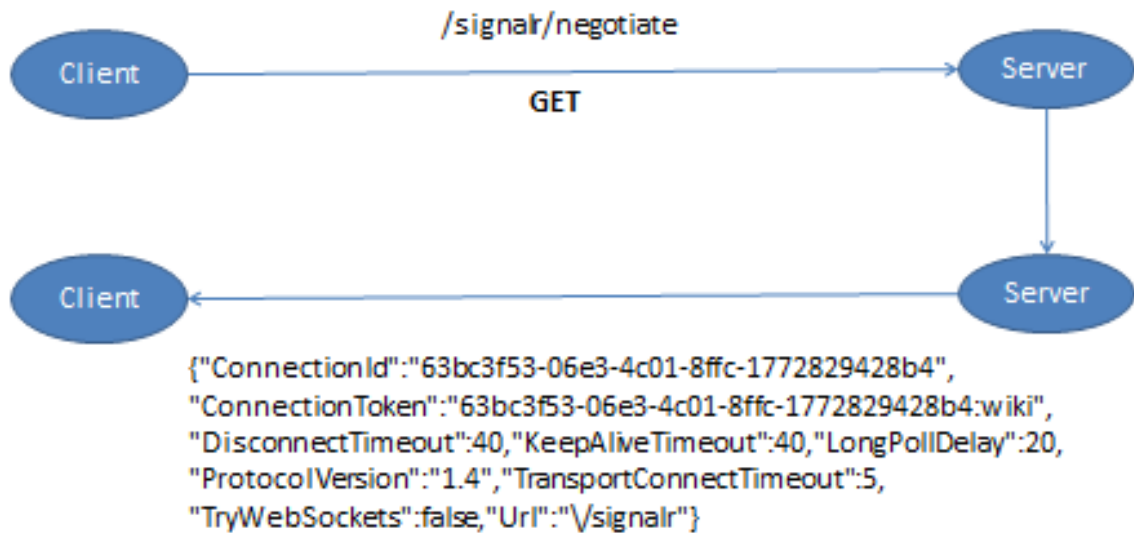 /signalr/negotiate
Client
Server
GET
Client
Server
{"ConnectionId":"63bc3f53-06e3-4c01-8ffc-1772829428b4",
"ConnectionToken":"63bc3f53-06e3-4c01-8ffc-1772829428b4:wiki",
"DisconnectTimeout":40,"KeepAliveTimeout":40,"LongPollDelay":20,
"ProtocolVersion":"1.4","TransportConnectTimeout":5,
"TryWebSockets":false,"Url":"\/signalr"}